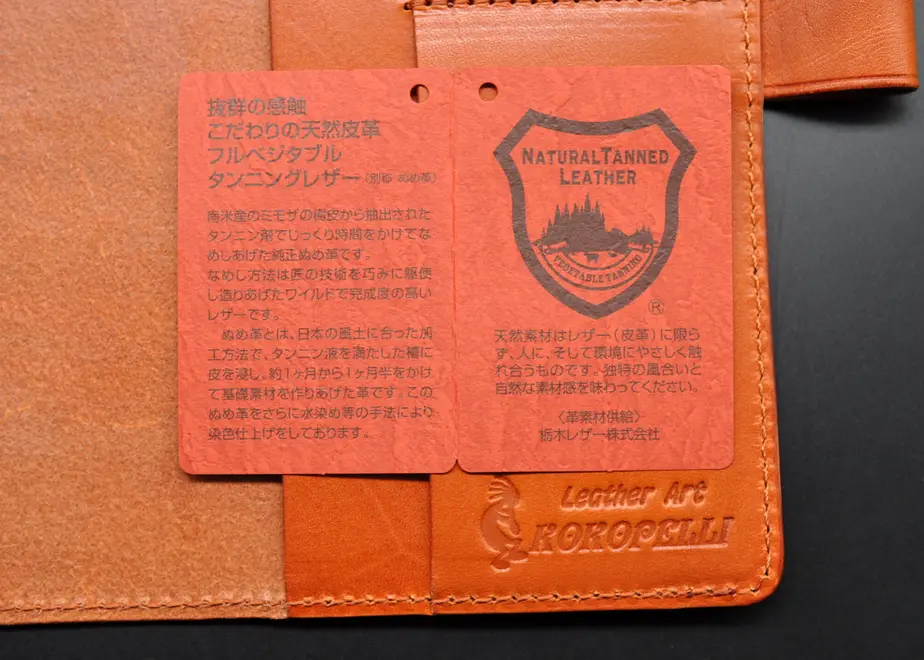 抜群の感触
こだわりの天然皮革
フルベジタブル
タンニングレザー（別称 ぬめ革）
南米産のミモザの樹皮から抽出された
タンニン剤でじっくり時間をかけてな
めしあげた純正ぬめ革です。
なめし方法は匠の技術を巧みに駆使
し造りあげたワイルドで完成度の高い
レザーです。
ぬめ革とは、日本の風土に合った加
工方法で、タンニン液を満たした槽に
皮を浸し、約1ヶ月から1ヶ月半をかけ
て基礎素材を作りあげた革です。この
ぬめ革をさらに水染め等の手法により
染色仕上げをしております。
NATURAL TANNED
LEATHER
VEGETABLE TANNING
®
天然素材はレザー（皮革）に限ら
ず、人に、そして環境にやさしく触
れ合うものです。独特の風合いと
自然な素材感を味わってください。
〈革素材供給〉
栃木レザー株式会社
Leather Art
KOKOPELLI